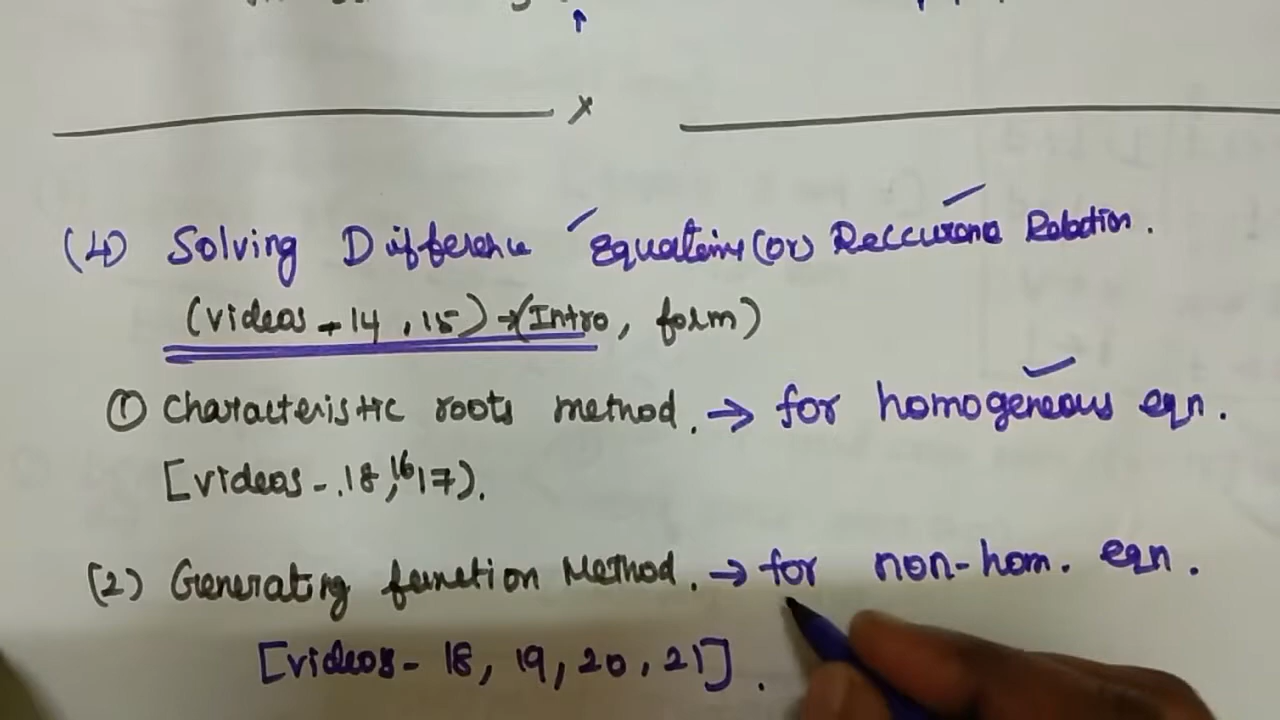 (4) Solving Difference Equations (or) Reccurence Relation.
(videos - 14, 15) → (Intro, form)
① Characteristic roots method. → for homogeneous eqn.
[videos - 18, 16 17).
(2) Generating function Method. → for non-hom. eqn.
[videos - 18, 19, 20, 21].